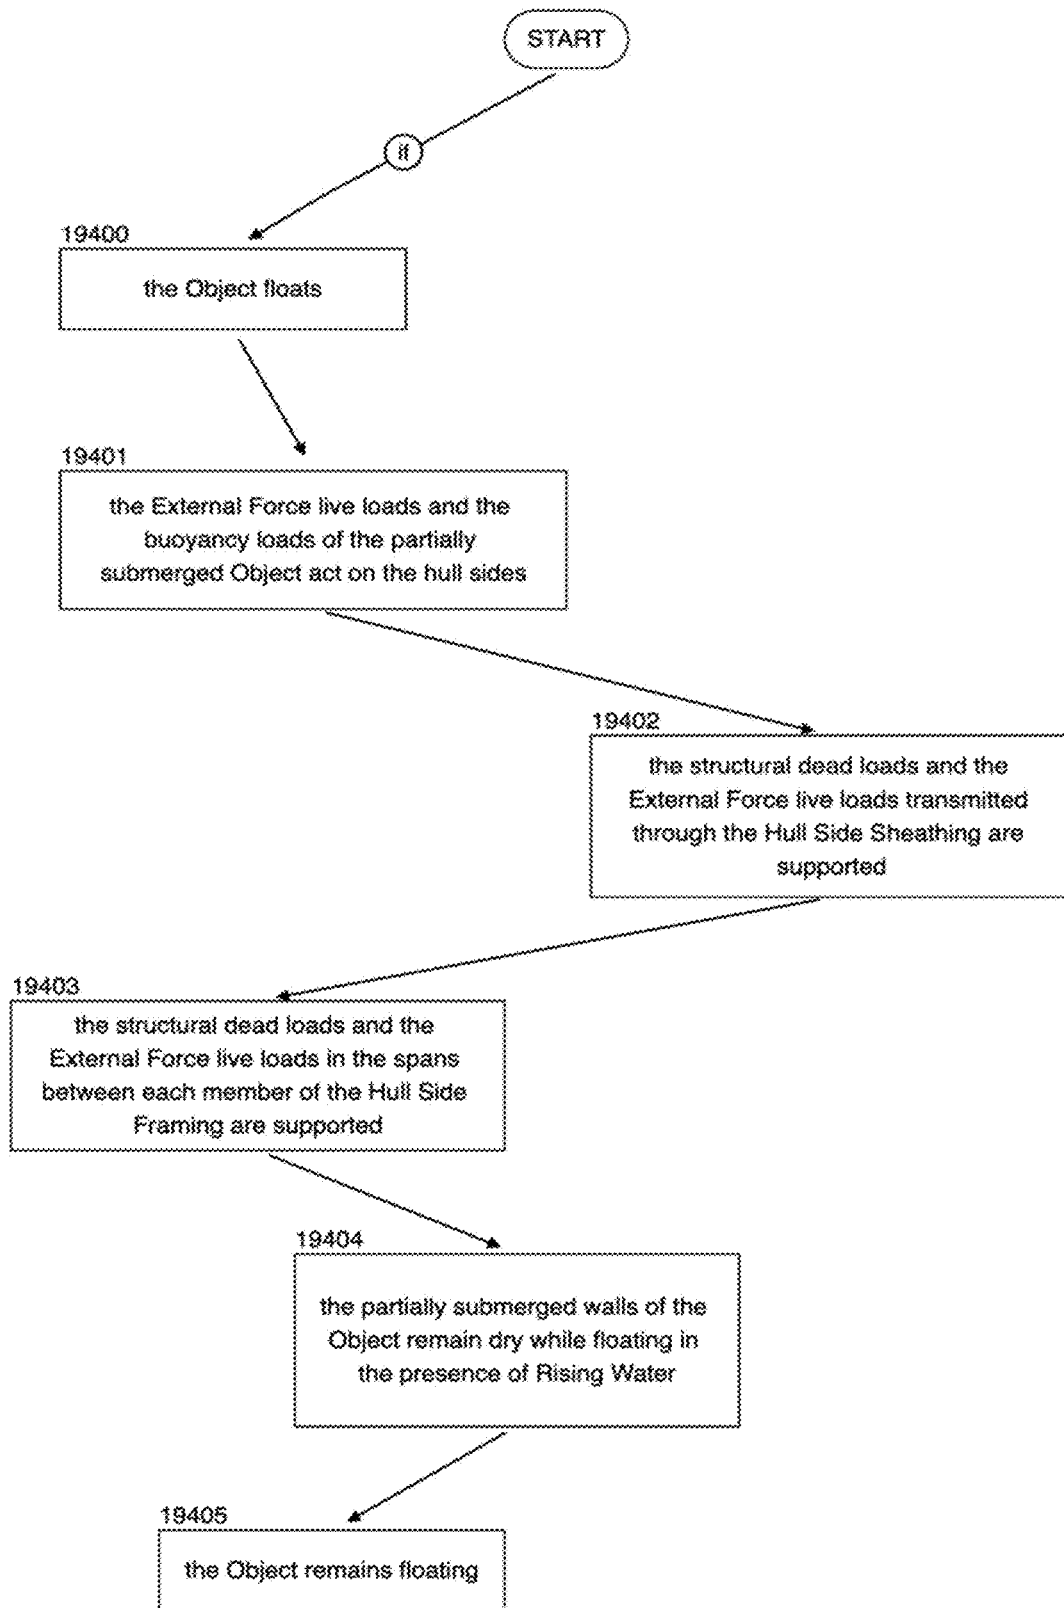 START
if
19400
the Object floats
19401
the External Force live loads and the
buoyancy loads of the partially
submerged Object act on the hull sides
19402
the structural dead loads and the
External Force live loads transmitted
through the Hull Side Sheathing are
supported
19403
the structural dead loads and the
External Force live loads in the spans
between each member of the Hull Side
Framing are supported
19404
the partially submerged walls of the
Object remain dry while floating in
the presence of Rising Water
19405
the Object remains floating